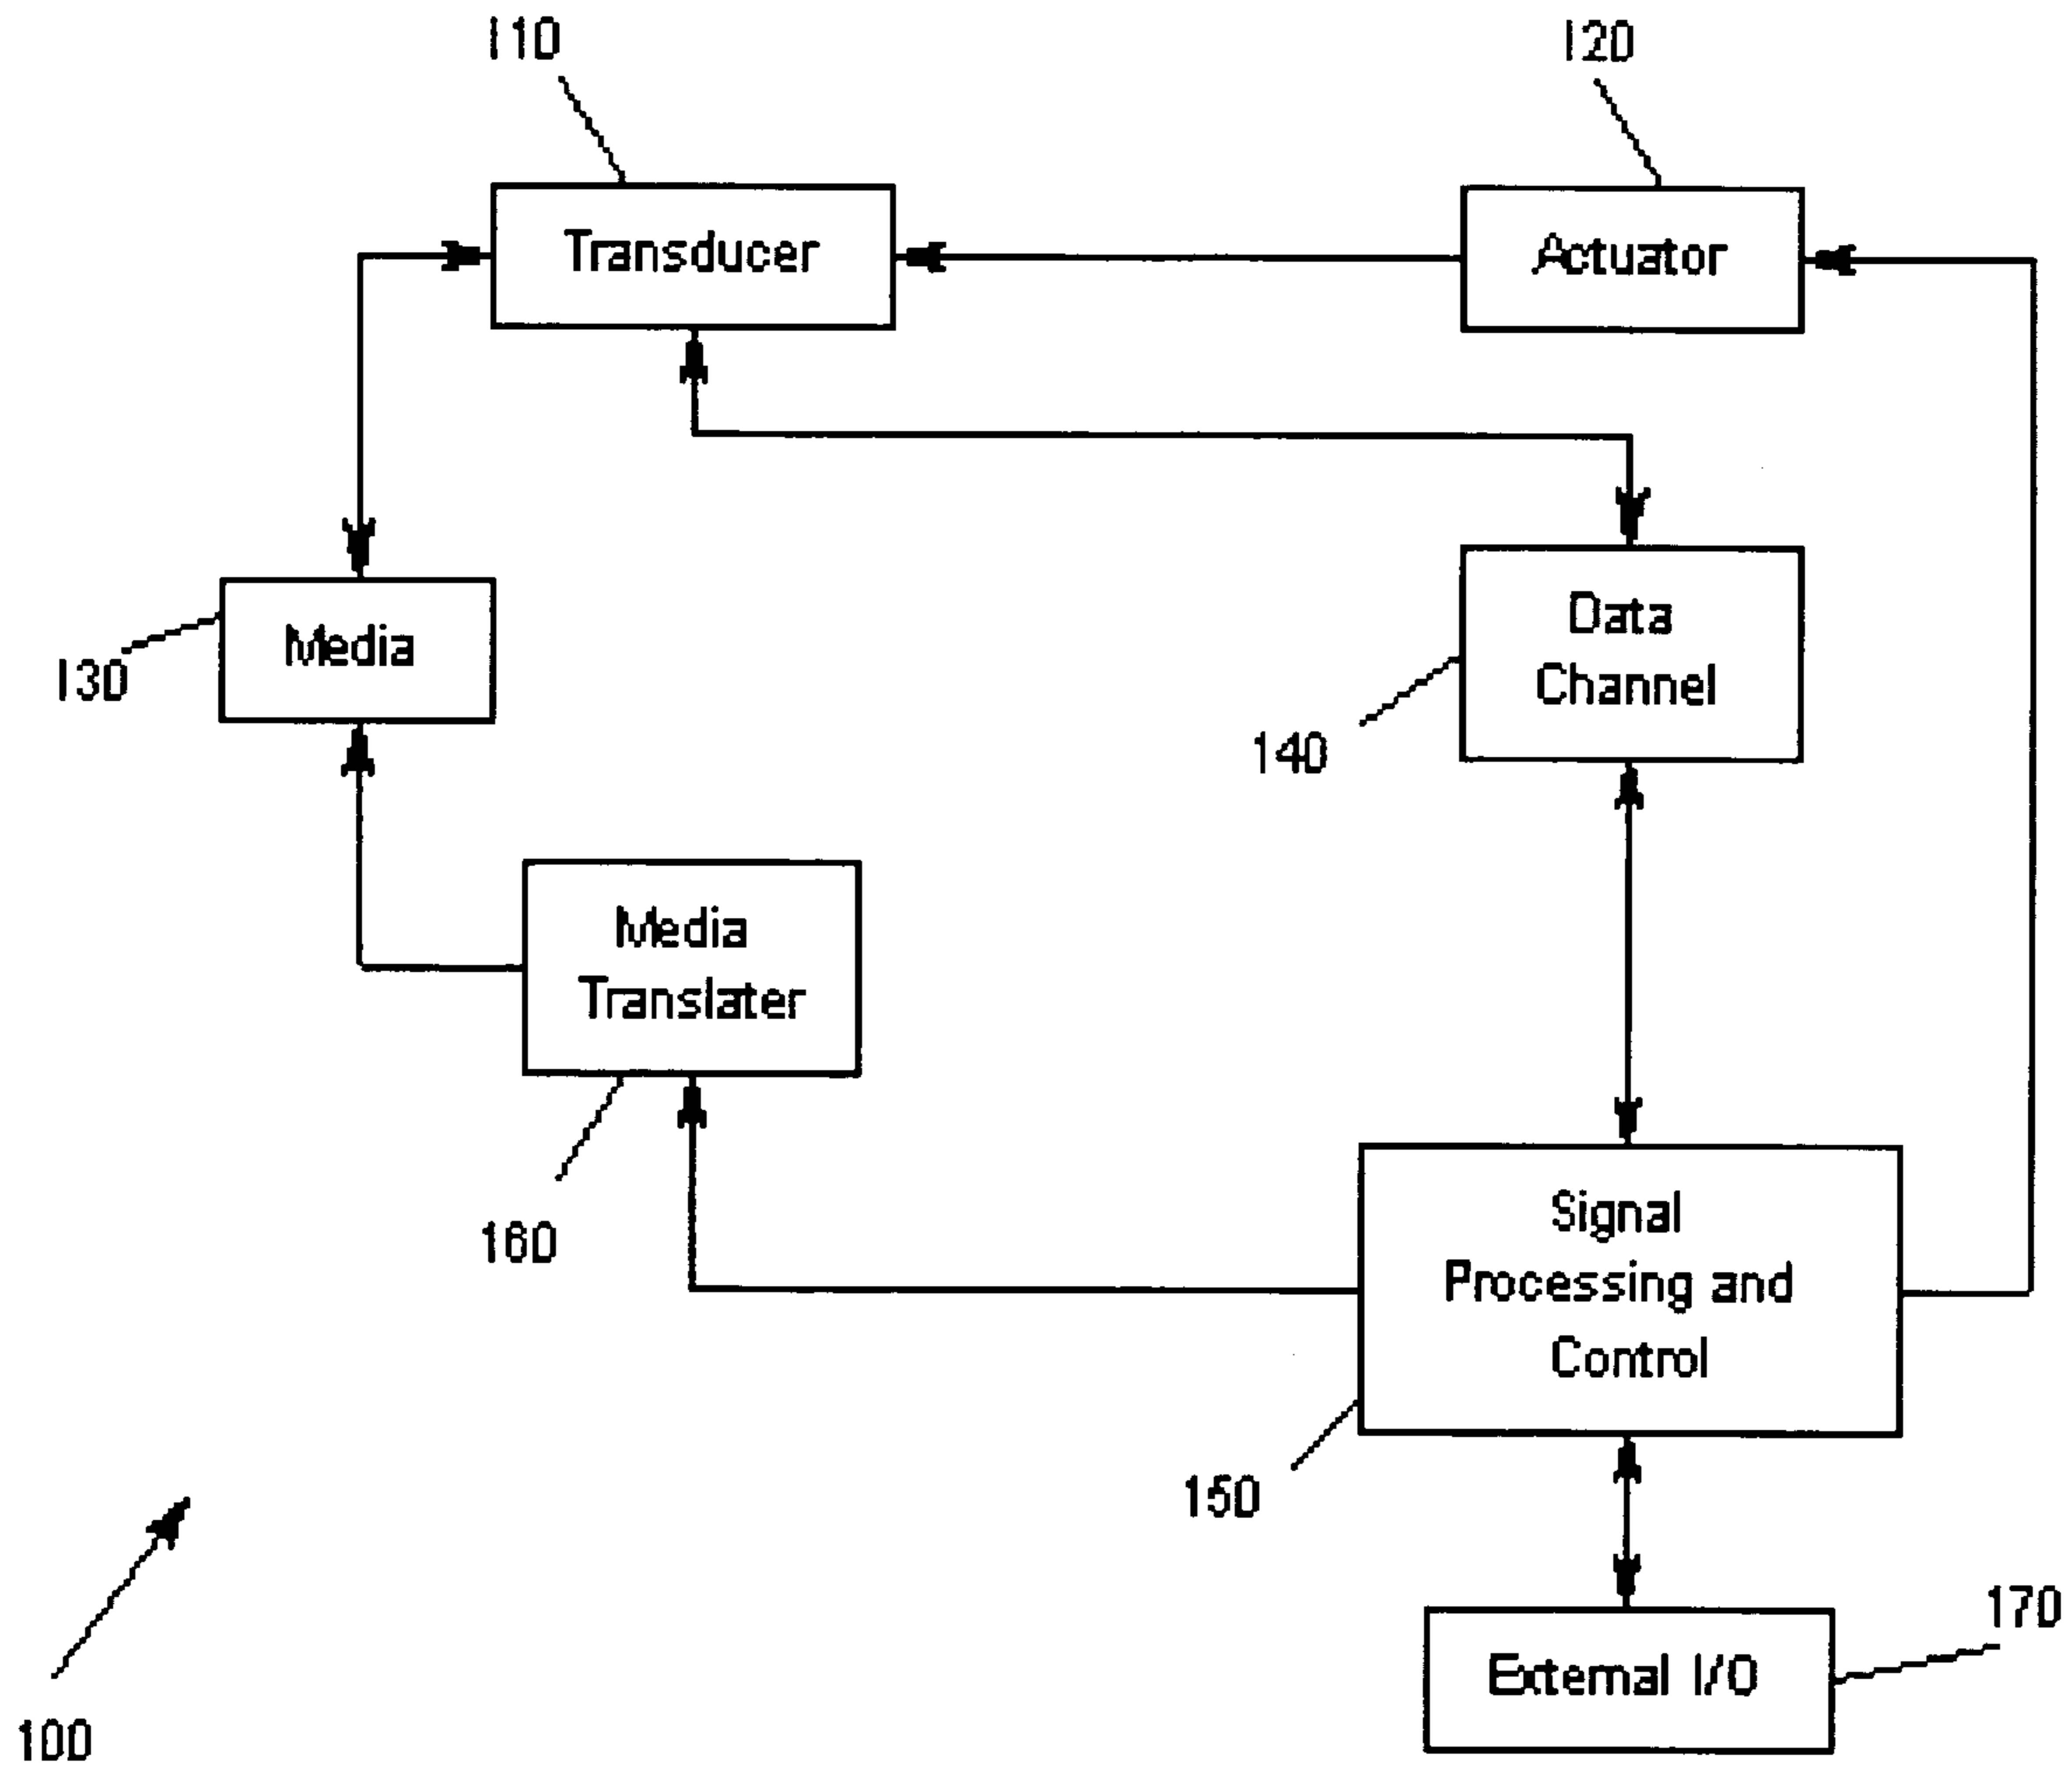 110
120
Transducer
Actuator
Media
130
Data
Channel
140
Media
Translater
160
Signal
Processing and
Control
150
170
External I/O
100